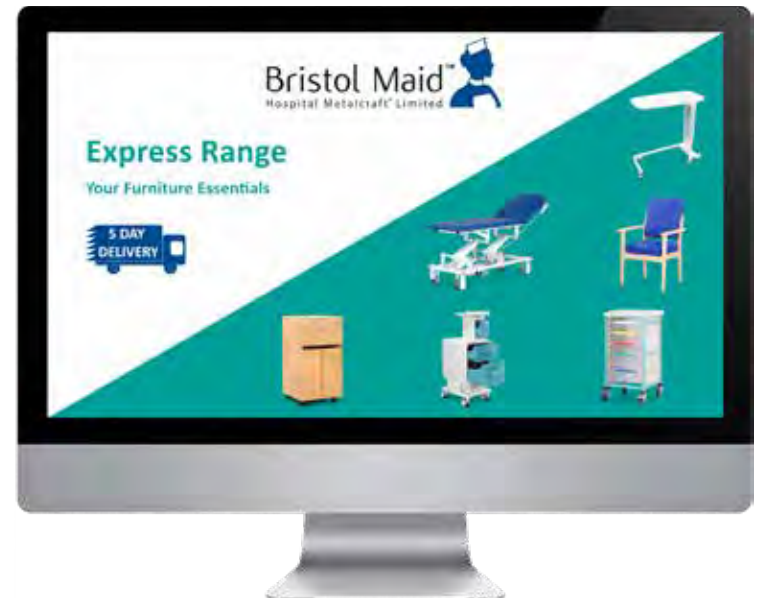 Bristol Maid™
Hospital Metalcraft® Limited
Express Range
Your Furniture Essentials
5 DAY
DELIVERY